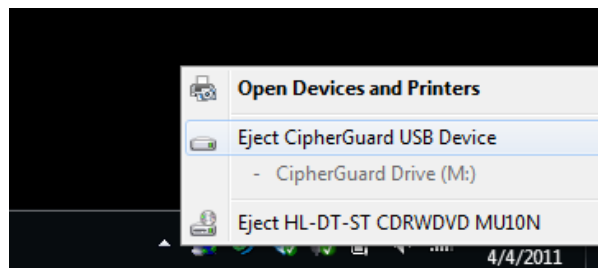 Open Devices and Printers
Eject CipherGuard USB Device
- CipherGuard Drive (M:)
Eject HL-DT-ST CDRWDVD MU10N
4/4/2011